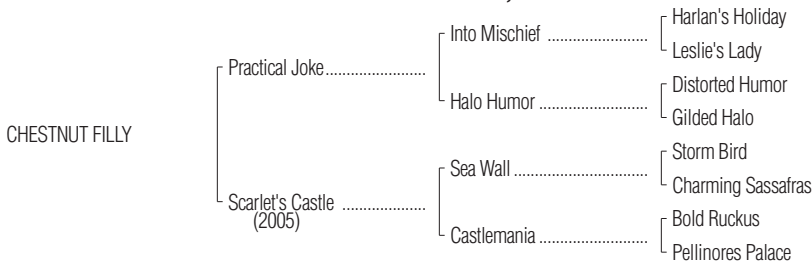 Harlan's Holiday
Into Mischief ..........................
Leslie's Lady
Practical Joke..........................
Distorted Humor
Halo Humor ............................
Gilded Halo
CHESTNUT FILLY
Storm Bird
Sea Wall ...................................
Charming Sassafras
Scarlet's Castle ......................
(2005)
Bold Ruckus
Castlemania ............................
Pellinores Palace